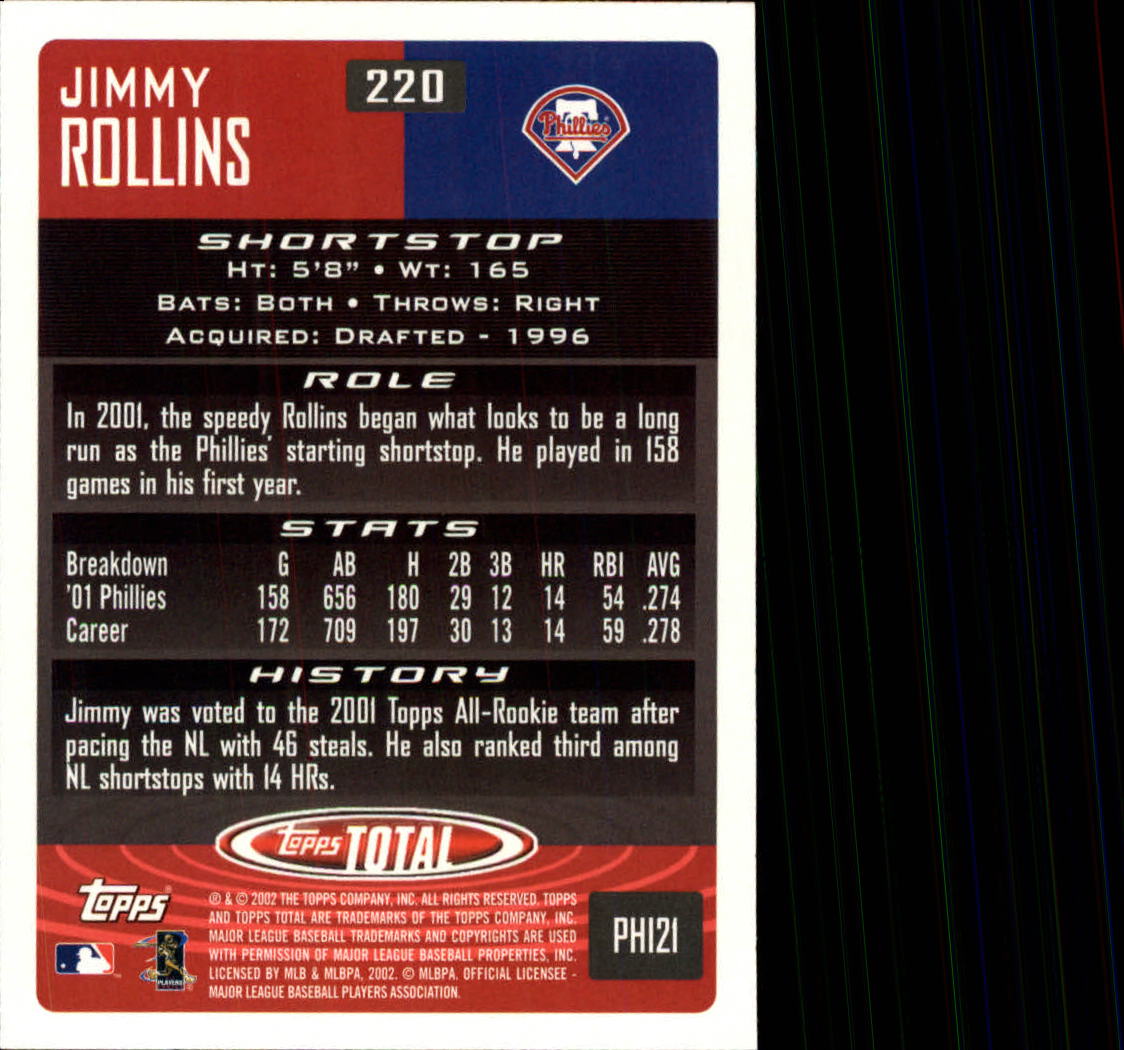 JIMMY
ROLLINS
220
Phillies
SHORTSTOP
HT: 5'8" • WT: 165
BATS: BOTH • THROWS: RIGHT
ACQUIRED: DRAFTED - 1996
ROLE
In 2001, the speedy Rollins began what looks to be a long
run as the Phillies' starting shortstop. He played in 158
games in his first year.
STATS
Breakdown G AB H 2B 3B HR RBI AVG
'01 Phillies 158 656 180 29 12 14 54 .274
Career 172 709 197 30 13 14 59 .278
HISTORY
Jimmy was voted to the 2001 Topps All-Rookie team after
pacing the NL with 46 steals. He also ranked third among
NL shortstops with 14 HRs.
Topps TOTAL
Topps®
℗ & © 2002 THE TOPPS COMPANY, INC. ALL RIGHTS RESERVED. TOPPS
AND TOPPS TOTAL ARE TRADEMARKS OF THE TOPPS COMPANY, INC.
MAJOR LEAGUE BASEBALL TRADEMARKS AND COPYRIGHTS ARE USED
WITH PERMISSION OF MAJOR LEAGUE BASEBALL PROPERTIES, INC.
LICENSED BY MLB & MLBPA, 2002. © MLBPA, OFFICIAL LICENSEE -
MAJOR LEAGUE BASEBALL PLAYERS ASSOCIATION.
PLAYERS
PHI21